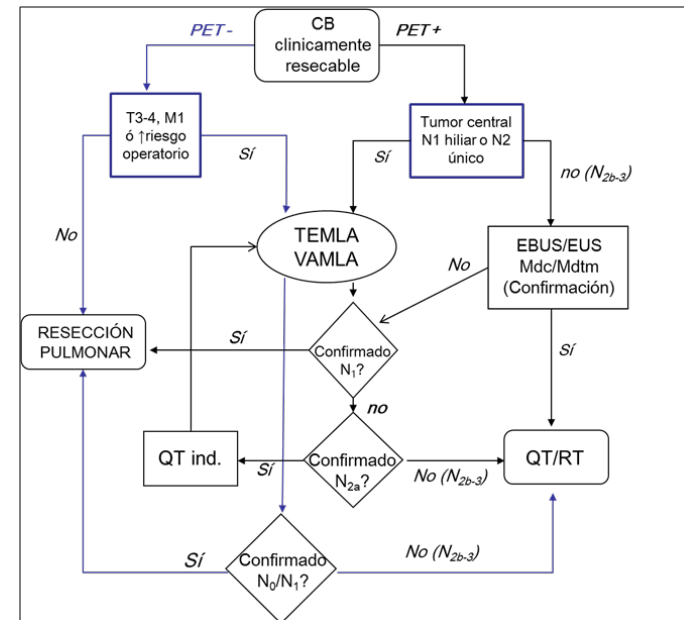 PET -
CB
clinicamente
resecable
PET+
T3-4, M1
ó ↑riesgo
operatorio
Tumor central
N1 hiliar o N2
único
Sí
Sí
no (N2b-3)
No
TEMLA
VAMLA
EBUS/EUS
Mdc/Mdtm
(Confirmación)
No
RESECCIÓN
PULMONAR
Sí
Confirmado
N1?
Sí
no
QT ind.
Sí
Confirmado
N2a?
No (N2b-3)
QT/RT
Sí
Confirmado
N0/N1?
No (N2b-3)